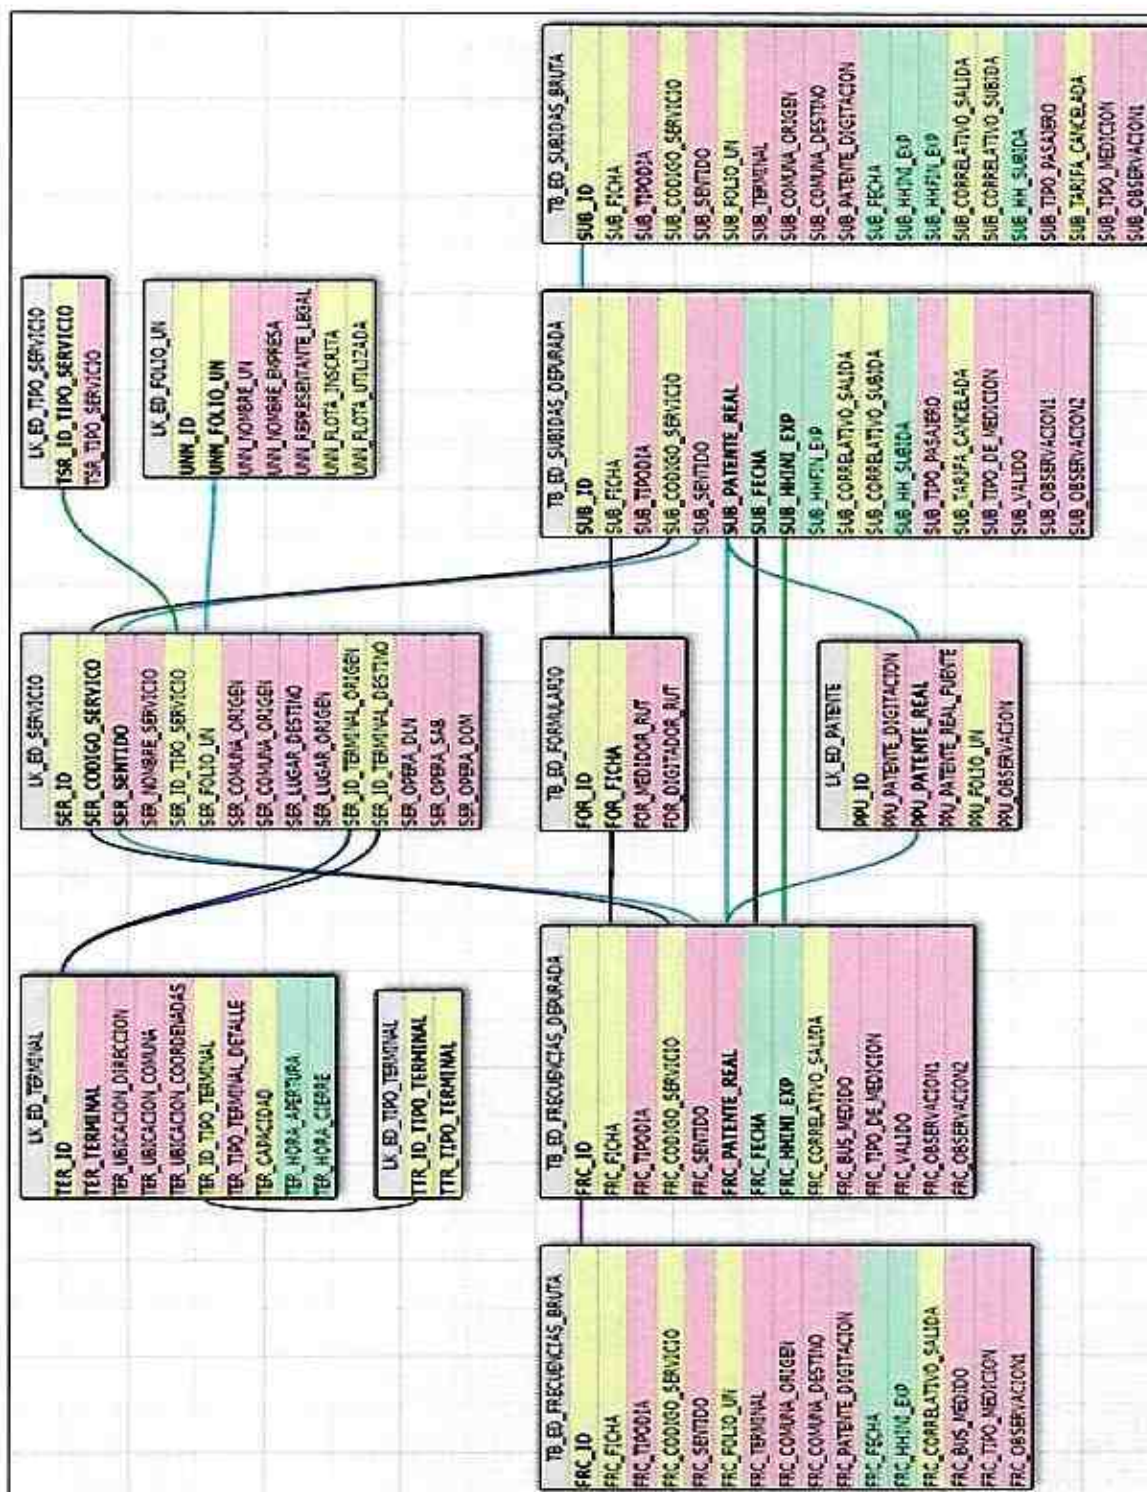 LK_ED_TERMINAL
TER_ID
TER_TERMINAL
TER_UBICACION_DIRECCION
TER_UBICACION_COMUNA
TER_UBICACION_COORDENADAS
TER_ID_TIPO_TERMINAL
TER_TIPO_TERMINAL_DETALLE
TER_CAPACIDAD
TER_HORA_APERTURA
TER_HORA_CIERRE
LK_ED_SERVICIO
SER_ID
SER_CODIGO_SERVICO
SER_SENTIDO
SER_NOMBRE_SERVICIO
SER_ID_TIPO_SERVICIO
SER_FOLIO_UN
SER_COMUNA_ORIGEN
SER_COMUNA_ORIGEN
SER_LUGAR_DESTINO
SER_LUGAR_ORIGEN
SER_ID_TERMINAL_ORIGEN
SER_ID_TERMINAL_DESTINO
SER_OPERA_DLN
SER_OPERA_SAB
SER_OPERA_DOM
LK_ED_TIPO_SERVICIO
TSR_ID_TIPO_SERVICIO
TSR_TIPO_SERVICIO
LK_ED_FOLIO_UN
UNN_ID
UNN_FOLIO_UN
UNN_NOMBRE_UN
UNN_NOMBRE_EMPRESA
UNN_REPRESENTANTE_LEGAL
UNN_FLOTA_INSCRITA
UNN_FLOTA_UTILIZADA
LK_ED_TIPO_TERMINAL
TTR_ID_TIPO_TERMINAL
TTR_TIPO_TERMINAL
TB_ED_FRECUENCIAS_BRUTA
FRC_ID
FRC_FICHA
FRC_TIPODIA
FRC_CODIGO_SERVICIO
FRC_SENTIDO
FRC_FOLIO_UN
FRC_TERMINAL
FRC_COMUNA_ORIGEN
FRC_COMUNA_DESTINO
FRC_PATENTE_DIGITACION
FRC_FECHA
FRC_HHINI_EXP
FRC_CORRELATIVO_SALIDA
FRC_BUS_MEDIDO
FRC_TIPO_MEDICION
FRC_OBSERVACION1
TB_ED_FRECUENCIAS_DEPURADA
FRC_ID
FRC_FICHA
FRC_TIPODIA
FRC_CODIGO_SERVICIO
FRC_SENTIDO
FRC_PATENTE_REAL
FRC_FECHA
FRC_HHINI_EXP
FRC_CORRELATIVO_SALIDA
FRC_BUS_MEDIDO
FRC_TIPO_DE_MEDICION
FRC_VALIDO
FRC_OBSERVACION1
FRC_OBSERVACION2
TB_ED_FORMULARIO
FOR_ID
FOR_FICHA
FOR_MEDIDOR_RUT
FOR_DIGITADOR_RUT
LK_ED_PATENTE
PPU_ID
PPU_PATENTE_DIGITACION
PPU_PATENTE_REAL
PPU_PATENTE_REAL_FUENTE
PPU_FOLIO_UN
PPU_OBSERVACION
TB_ED_SUBIDAS_DEPURADA
SUB_ID
SUB_FICHA
SUB_TIPODIA
SUB_CODIGO_SERVICIO
SUB_SENTIDO
SUB_PATENTE_REAL
SUB_FECHA
SUB_HHINI_EXP
SUB_HHFIN_EXP
SUB_CORRELATIVO_SALIDA
SUB_CORRELATIVO_SUBIDA
SUB_HH_SUBIDA
SUB_TIPO_PASAJERO
SUB_TARIFA_CANCELADA
SUB_TIPO_DE_MEDICION
SUB_VALIDO
SUB_OBSERVACION1
SUB_OBSERVACION2
TB_ED_SUBIDAS_BRUTA
SUB_ID
SUB_FICHA
SUB_TIPODIA
SUB_CODIGO_SERVICIO
SUB_SENTIDO
SUB_FOLIO_UN
SUB_TERMINAL
SUB_COMUNA_ORIGEN
SUB_COMUNA_DESTINO
SUB_PATENTE_DIGITACION
SUB_FECHA
SUB_HHINI_EXP
SUB_HHFIN_EXP
SUB_CORRELATIVO_SALIDA
SUB_CORRELATIVO_SUBIDA
SUB_HH_SUBIDA
SUB_TIPO_PASAJERO
SUB_TARIFA_CANCELADA
SUB_TIPO_MEDICION
SUB_OBSERVACION1